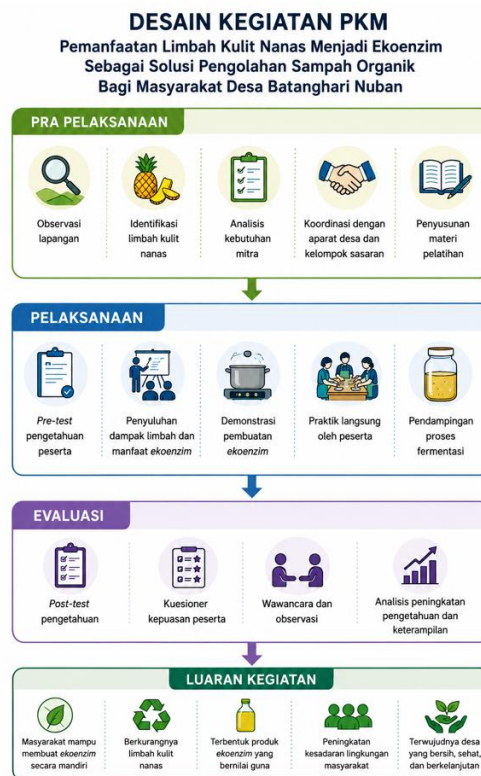 DESAIN KEGIATAN PKM
Pemanfaatan Limbah Kulit Nanas Menjadi Ekoenzim
Sebagai Solusi Pengolahan Sampah Organik
Bagi Masyarakat Desa Batanghari Nuban
PRA PELAKSANAAN
Observasi
lapangan
Identifikasi
limbah kulit
nanas
Analisis
kebutuhan
mitra
Koordinasi dengan
aparat desa dan
kelompok sasaran
Penyusunan
materi
pelatihan
PELAKSANAAN
Pre-test
pengetahuan
peserta
Penyuluhan
dampak limbah dan
manfaat ekoenzim
Demonstrasi
pembuatan
ekoenzim
Praktik langsung
oleh peserta
Pendampingan
proses
fermentasi
EVALUASI
Post-test
pengetahuan
Kuesioner
kepuasan peserta
Wawancara dan
observasi
Analisis peningkatan
pengetahuan dan
keterampilan
LUARAN KEGIATAN
Masyarakat mampu
membuat ekoenzim
secara mandiri
Berkurangnya
limbah kulit
nanas
Terbentuk produk
ekoenzim yang
bernilai guna
Peningkatan
kesadaran lingkungan
masyarakat
Terwujudnya desa
yang bersih, sehat,
dan berkelanjutan